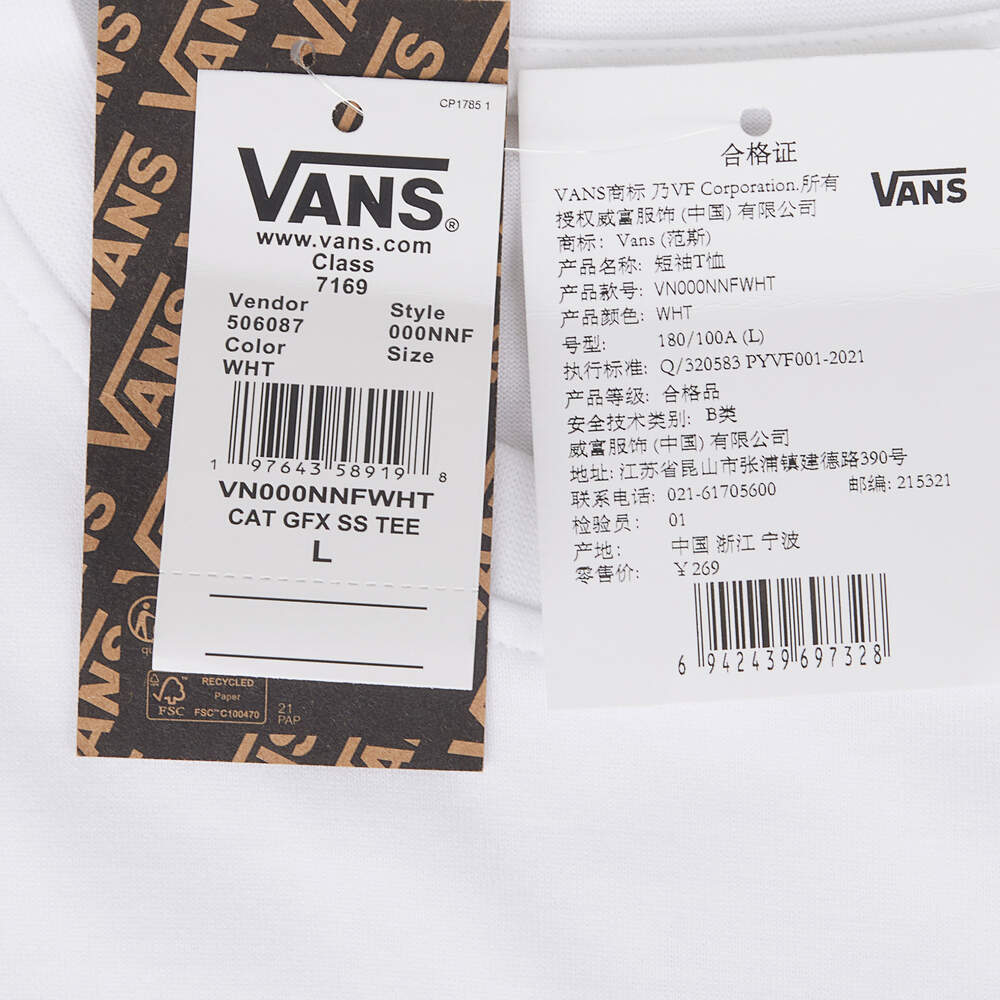 CP1785 1
VANS®
www.vans.com
Class
7169
Vendor
506087
Style
000NNF
Color
WHT
Size
1 97643 58919 8
VN000NNFWHT
CAT GFX SS TEE
L
VANS
VANS
VANS
VANS
VANS
FSC
RECYCLED
Paper
FSC™ C100470
21
PAP
合格证
VANS
VANS商标 乃VF Corporation.所有
授权威富服饰 (中国) 有限公司
商标: Vans (范斯)
产品名称: 短袖T恤
产品款号: VN000NNFWHT
产品颜色: WHT
号型: 180/100A (L)
执行标准: Q/320583 PYVF001-2021
产品等级: 合格品
安全技术类别: B类
威富服饰 (中国) 有限公司
地址: 江苏省昆山市张浦镇建德路390号
联系电话: 021-61705600 邮编: 215321
检验员: 01
产地: 中国 浙江 宁波
零售价: ¥269
6 942439 697328